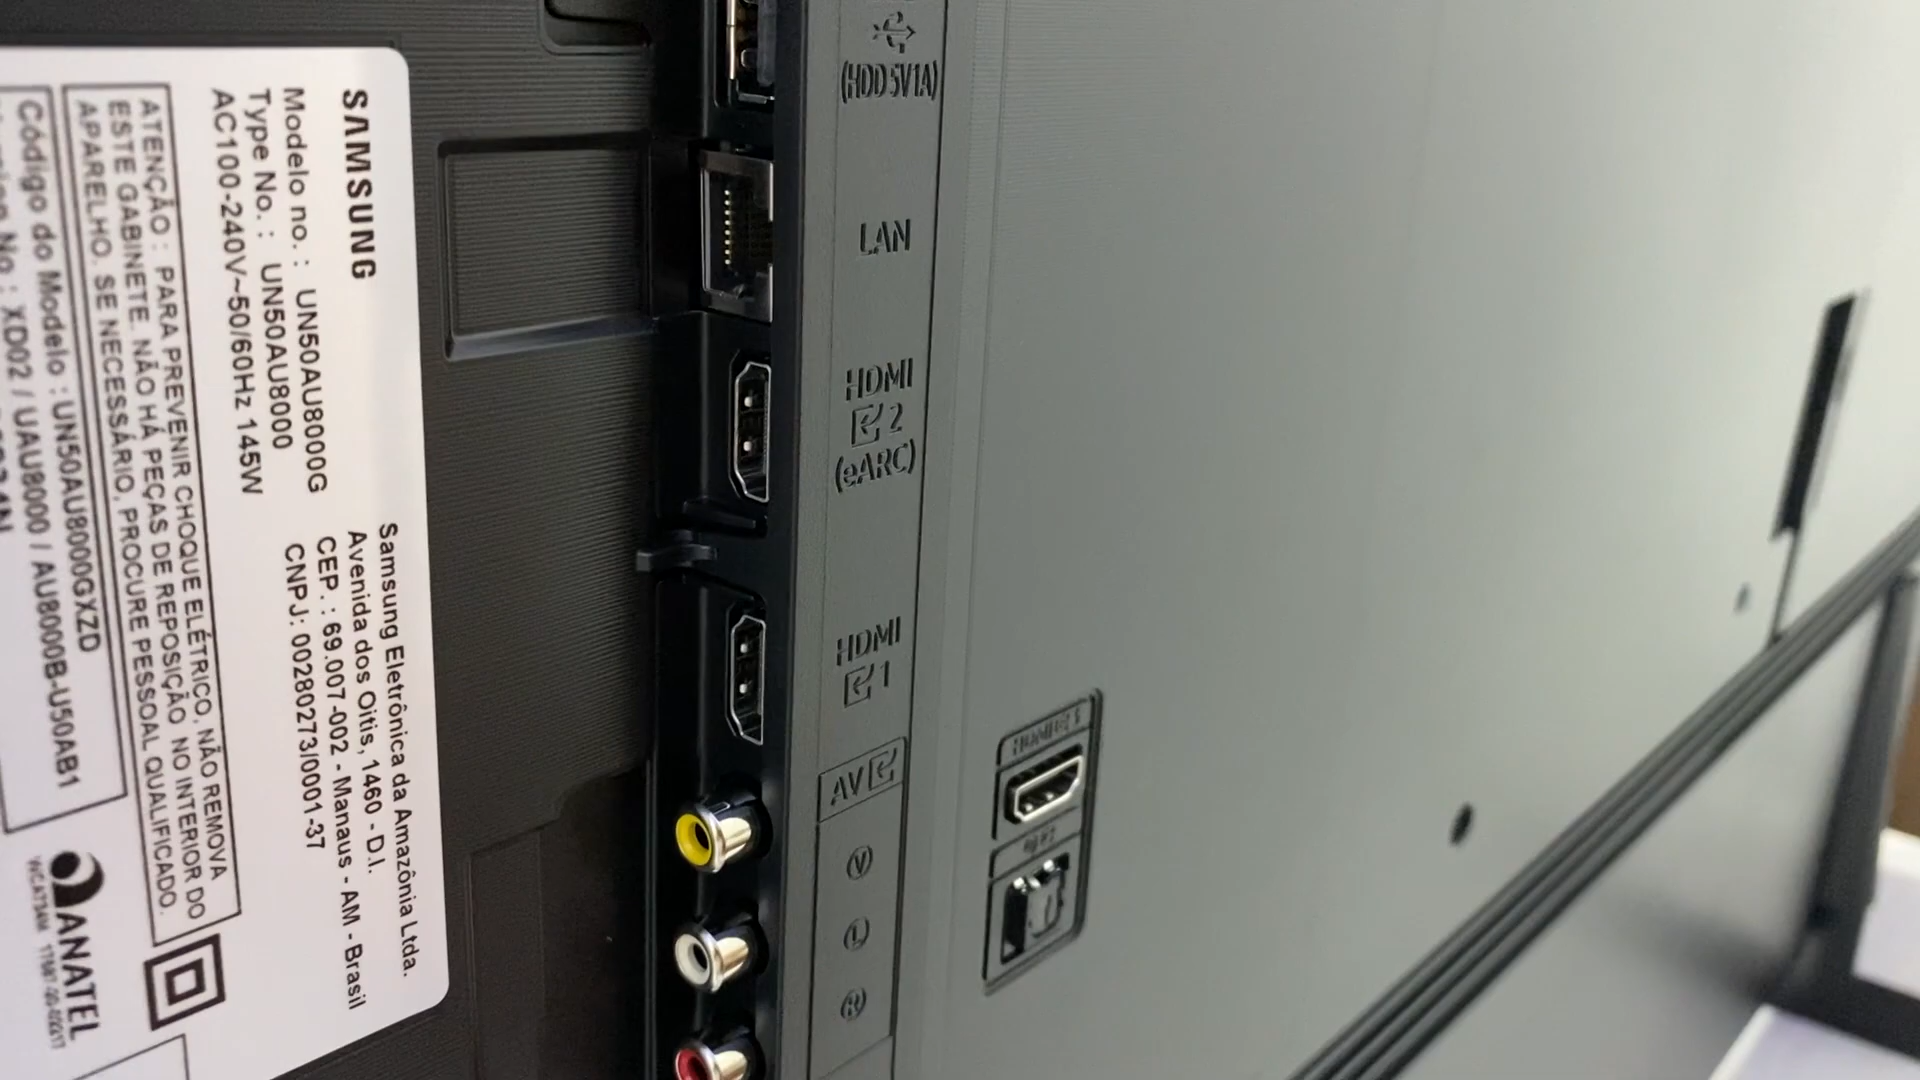 SAMSUNG
Modelo no. : UN50AU8000G
Type No. : UN50AU8000
AC100-240V~50/60Hz 145W
Samsung Eletrônica da Amazônia Ltda.
Avenida dos Oitis, 1460 - D.I.
CEP. : 69.007-002 - Manaus - AM - Brasil
CNPJ: 00280273/0001-37
ATENÇÃO : PARA PREVENIR CHOQUE ELÉTRICO, NÃO REMOVA
ESTE GABINETE. NÃO HÁ PEÇAS DE REPOSIÇÃO NO INTERIOR DO
APARELHO. SE NECESSÁRIO, PROCURE PESSOAL QUALIFICADO.
Código do Modelo : UN50AU8000GXZD
No : XD02 / UAU8000 / AU8000B-U50AB1
ANATEL
(HDD 5V1A)
LAN
HDMI
2
(eARC)
HDMI
1
AV
V
L
R